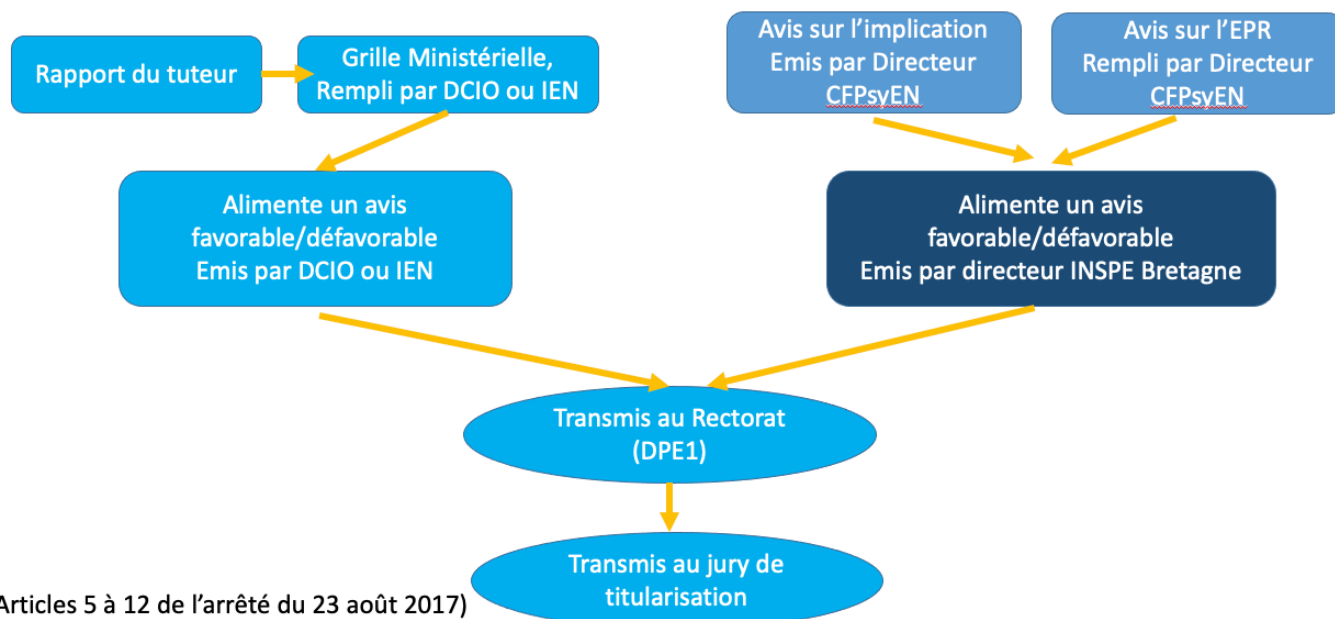 Rapport du tuteur
Grille Ministérielle,
Rempli par DCIO ou IEN
Avis sur l’implication
Emis par Directeur
CFPsyEN
Avis sur l’EPR
Rempli par Directeur
CFPsyEN
Alimente un avis
favorable/défavorable
Emis par DCIO ou IEN
Alimente un avis
favorable/défavorable
Emis par directeur INSPE Bretagne
Transmis au Rectorat
(DPE1)
Transmis au jury de
titularisation
Articles 5 à 12 de l’arrêté du 23 août 2017)